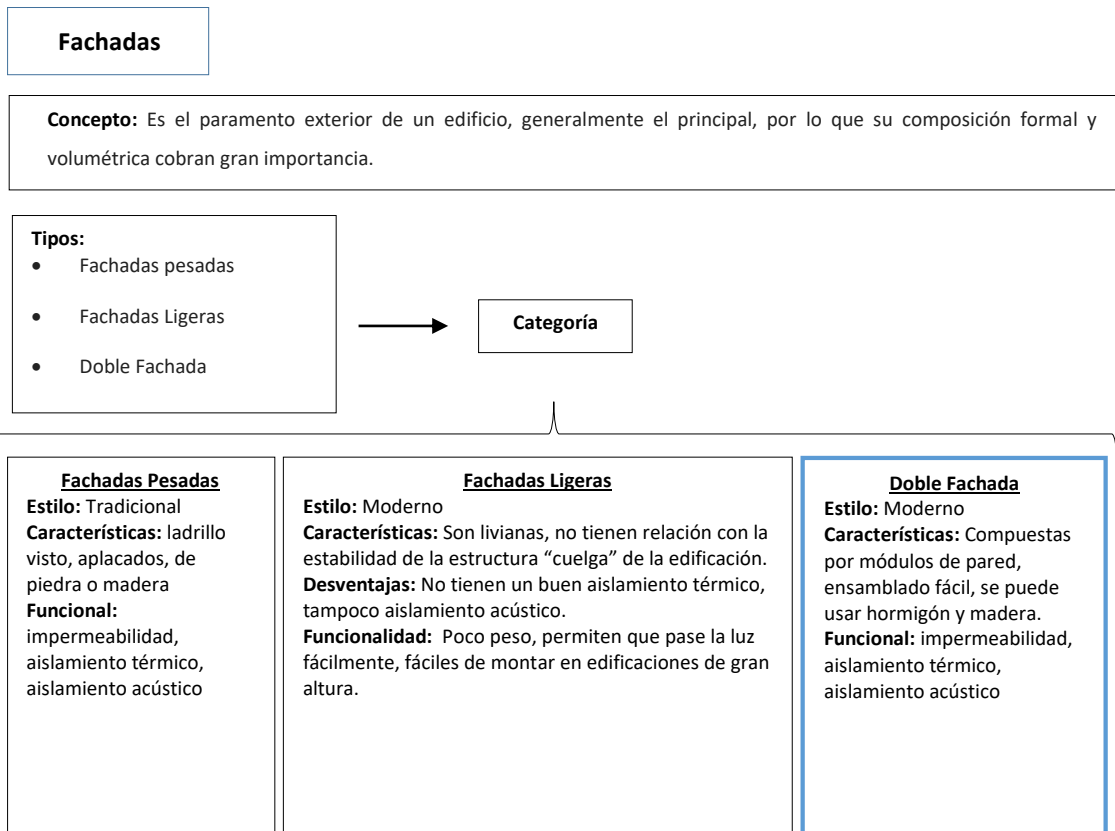 Fachadas
Concepto: Es el paramento exterior de un edificio, generalmente el principal, por lo que su composición formal y
volumétrica cobran gran importancia.
Tipos:
• Fachadas pesadas
• Fachadas Ligeras
• Doble Fachada
Categoría
Fachadas Pesadas
Estilo: Tradicional
Características: ladrillo
visto, aplacados, de
piedra o madera
Funcional:
impermeabilidad,
aislamiento térmico,
aislamiento acústico
Fachadas Ligeras
Estilo: Moderno
Características: Son livianas, no tienen relación con la
estabilidad de la estructura “cuelga” de la edificación.
Desventajas: No tienen un buen aislamiento térmico,
tampoco aislamiento acústico.
Funcionalidad: Poco peso, permiten que pase la luz
fácilmente, fáciles de montar en edificaciones de gran
altura.
Doble Fachada
Estilo: Moderno
Características: Compuestas
por módulos de pared,
ensamblado fácil, se puede
usar hormigón y madera.
Funcional: impermeabilidad,
aislamiento térmico,
aislamiento acústico